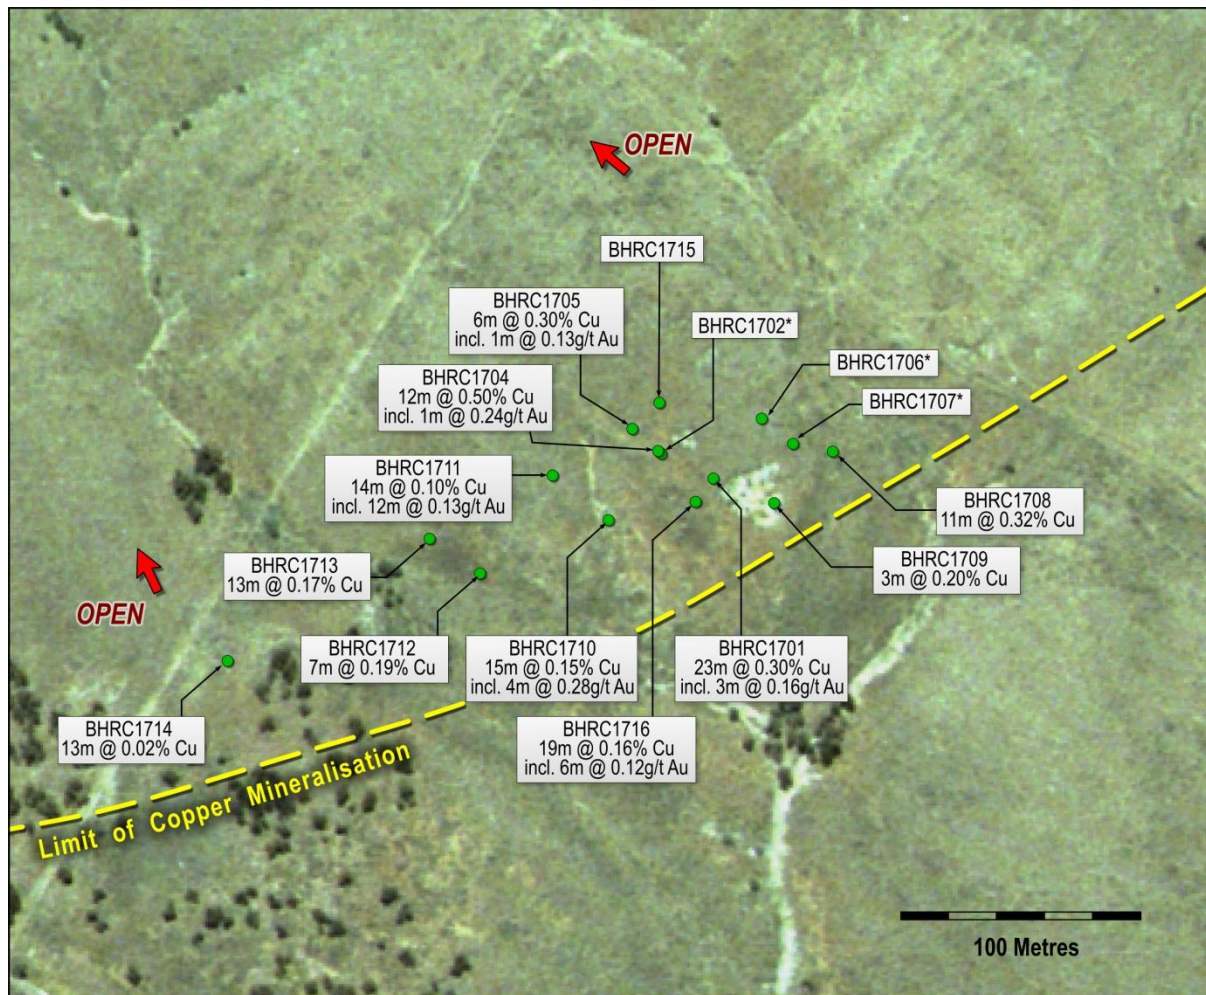 OPEN
BHRC1715
BHRC1705
6m @ 0.30% Cu
incl. 1m @ 0.13g/t Au
BHRC1702*
BHRC1706*
BHRC1704
12m @ 0.50% Cu
incl. 1m @ 0.24g/t Au
BHRC1707*
BHRC1711
14m @ 0.10% Cu
incl. 12m @ 0.13g/t Au
BHRC1708
11m @ 0.32% Cu
BHRC1713
13m @ 0.17% Cu
BHRC1709
3m @ 0.20% Cu
OPEN
BHRC1712
7m @ 0.19% Cu
BHRC1710
15m @ 0.15% Cu
incl. 4m @ 0.28g/t Au
BHRC1701
23m @ 0.30% Cu
incl. 3m @ 0.16g/t Au
BHRC1714
13m @ 0.02% Cu
BHRC1716
19m @ 0.16% Cu
incl. 6m @ 0.12g/t Au
Limit of Copper Mineralisation
100 Metres